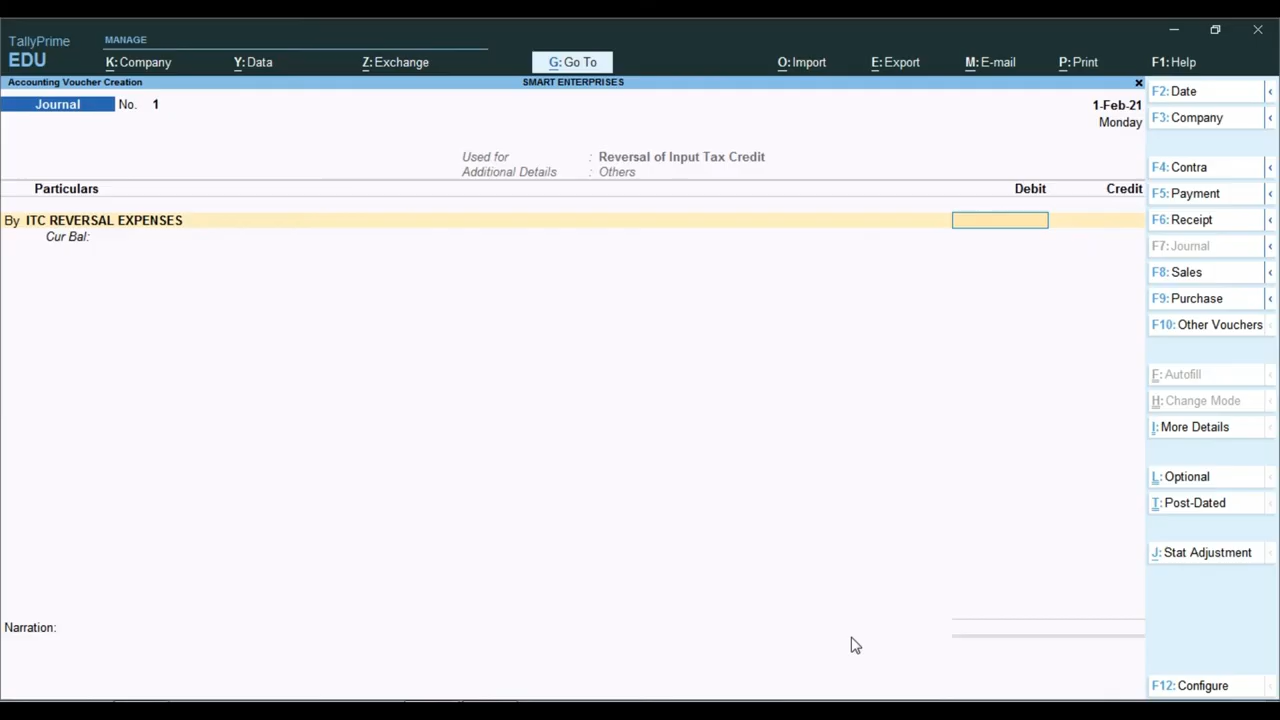 TallyPrime
EDU
MANAGE
K: Company
Y: Data
Z: Exchange
G: Go To
O: Import
E: Export
M: E-mail
P: Print
F1: Help
Accounting Voucher Creation
SMART ENTERPRISES
Journal No. 1
1-Feb-21
Monday
Used for : Reversal of Input Tax Credit
Additional Details : Others
Particulars Debit Credit
By ITC REVERSAL EXPENSES
Cur Bal:
Narration:
F2: Date
F3: Company
F4: Contra
F5: Payment
F6: Receipt
F7: Journal
F8: Sales
F9: Purchase
F10: Other Vouchers
F: Autofill
H: Change Mode
I: More Details
L: Optional
T: Post-Dated
J: Stat Adjustment
F12: Configure